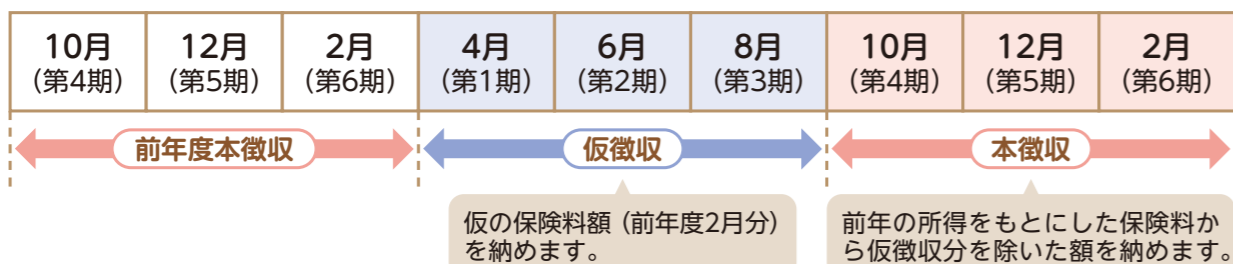 10月 12月 2月 4月 6月 8月 10月 12月 2月
(第4期) (第5期) (第6期) (第1期) (第2期) (第3期) (第4期) (第5期) (第6期)
前年度本徴収 仮徴収 本徴収
仮の保険料額（前年度2月分）
を納めます。
前年の所得をもとにした保険料か
ら仮徴収分を除いた額を納めます。